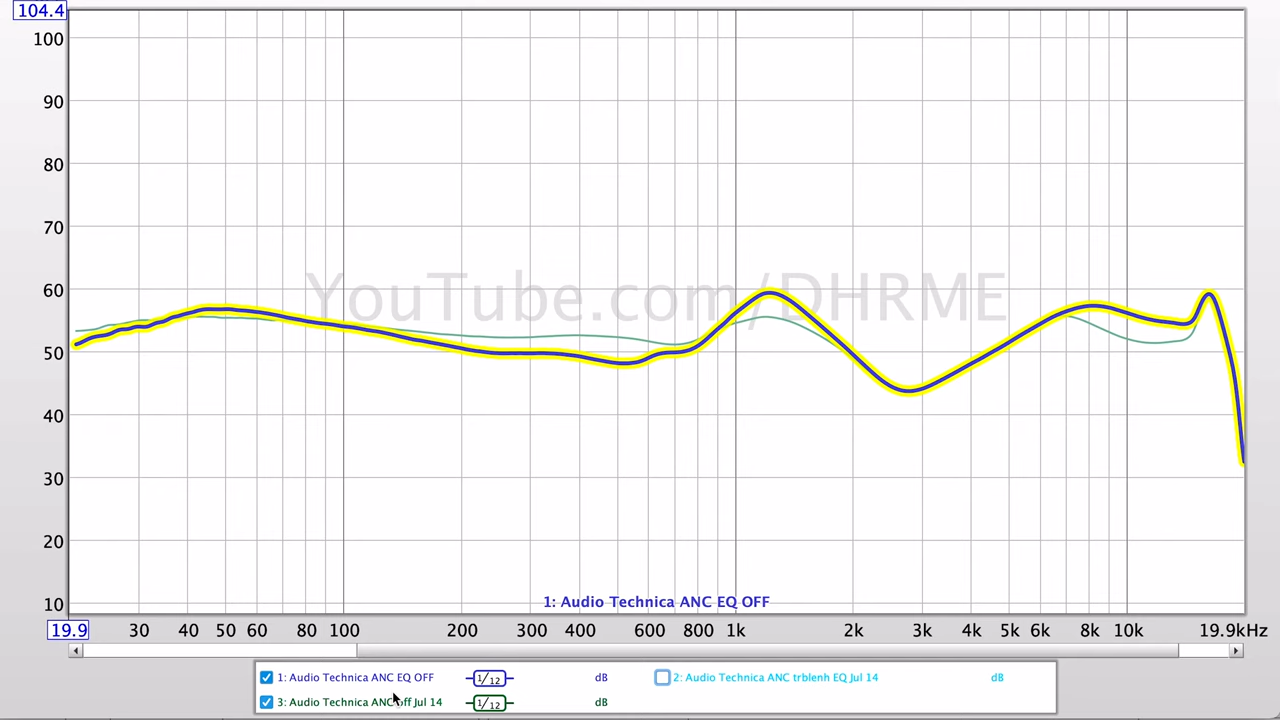 104.4
100
90
80
70
60
50
40
30
20
10
YouTube.com/DHRME
1: Audio Technica ANC EQ OFF
19.9 30 40 50 60 80 100 200 300 400 600 800 1k 2k 3k 4k 5k 6k 8k 10k 19.9kHz
1: Audio Technica ANC EQ OFF 1/12 dB 2: Audio Technica ANC trblenh EQ Jul 14 dB
3: Audio Technica ANC off Jul 14 1/12 dB